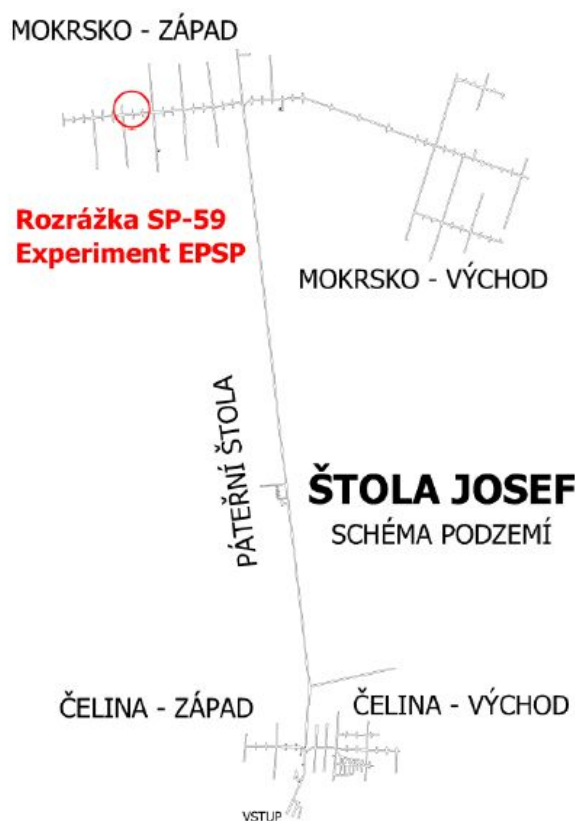 MOKRSKO - ZÁPAD
Rozrážka SP-59
Experiment EPSP
MOKRSKO - VÝCHOD
PÁTEŘNÍ ŠTOLA
ŠTOLA JOSEF
SCHÉMA PODZEMÍ
ČELINA - ZÁPAD
ČELINA - VÝCHOD
VSTUP